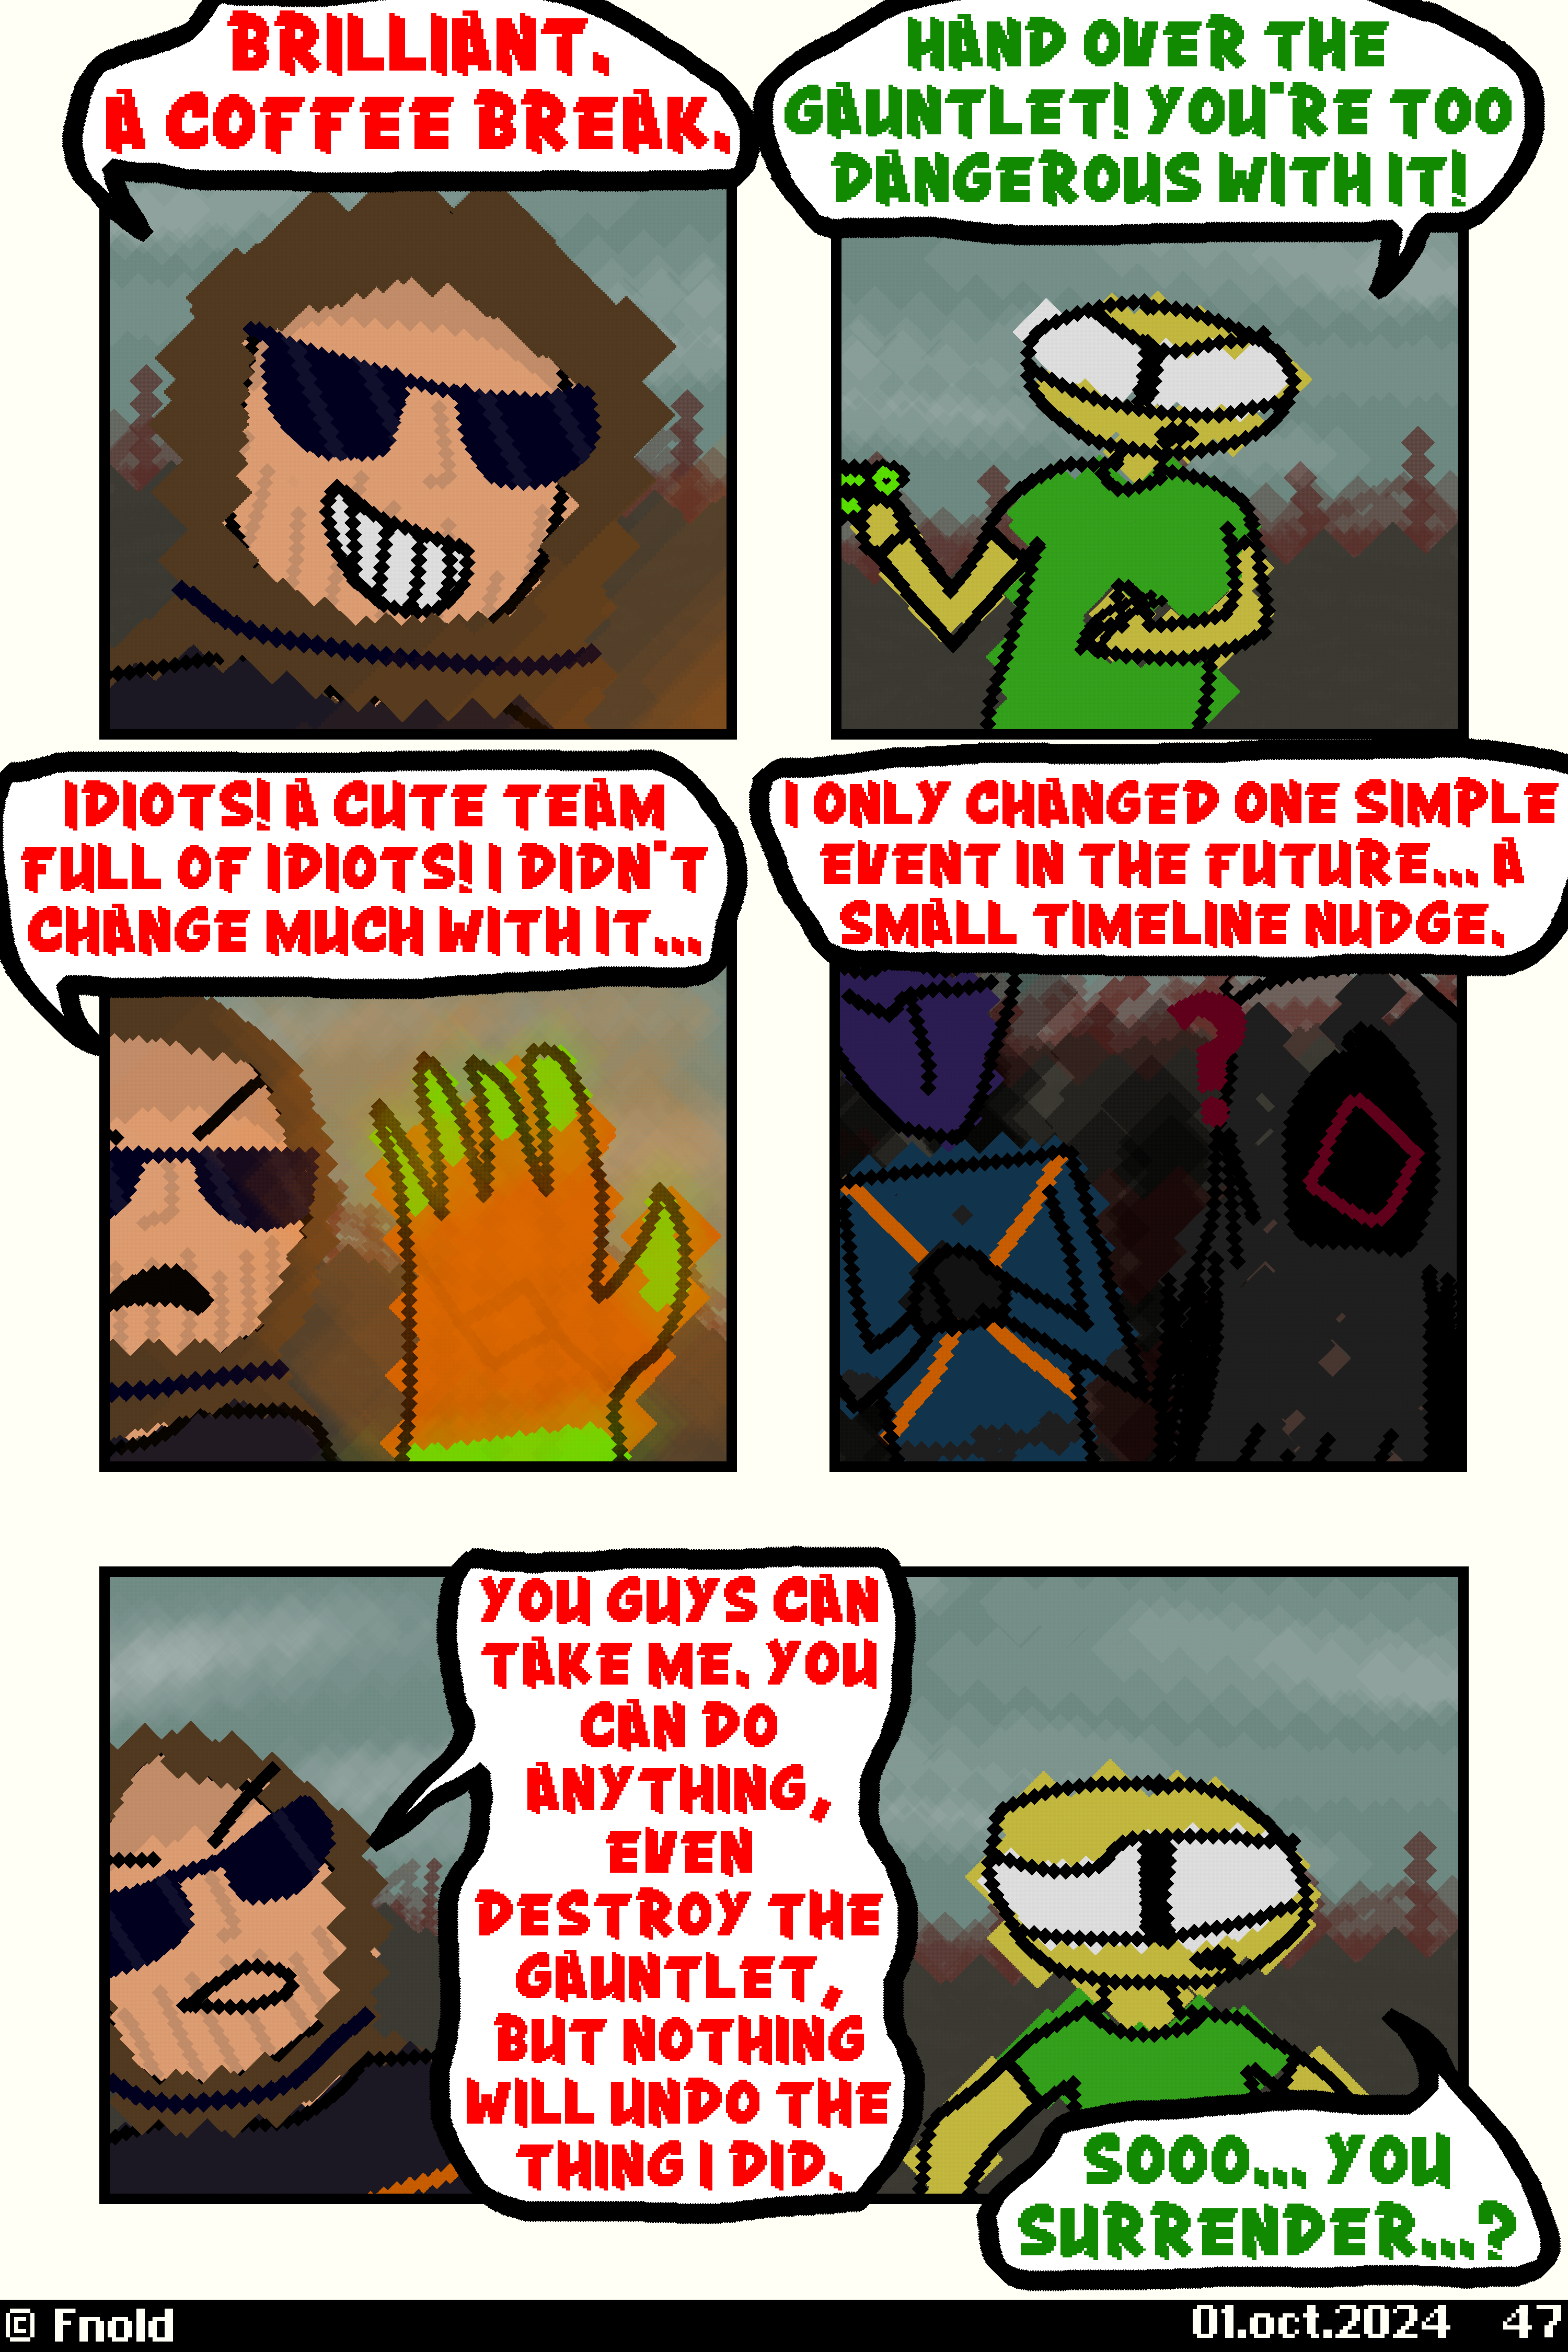 BRILLIANT.
A COFFEE BREAK.
HAND OVER THE
GAUNTLET! YOU'RE TOO
DANGEROUS WITH IT!
IDIOTS! A CUTE TEAM
FULL OF IDIOTS! I DIDN'T
CHANGE MUCH WITH IT...
I ONLY CHANGED ONE SIMPLE
EVENT IN THE FUTURE... A
SMALL TIMELINE NUDGE.
?
YOU GUYS CAN
TAKE ME. YOU
CAN DO
ANYTHING,
EVEN
DESTROY THE
GAUNTLET,
BUT NOTHING
WILL UNDO THE
THING I DID.
SOOO... YOU
SURRENDER...?
© Fnold
01.oct.2024 47